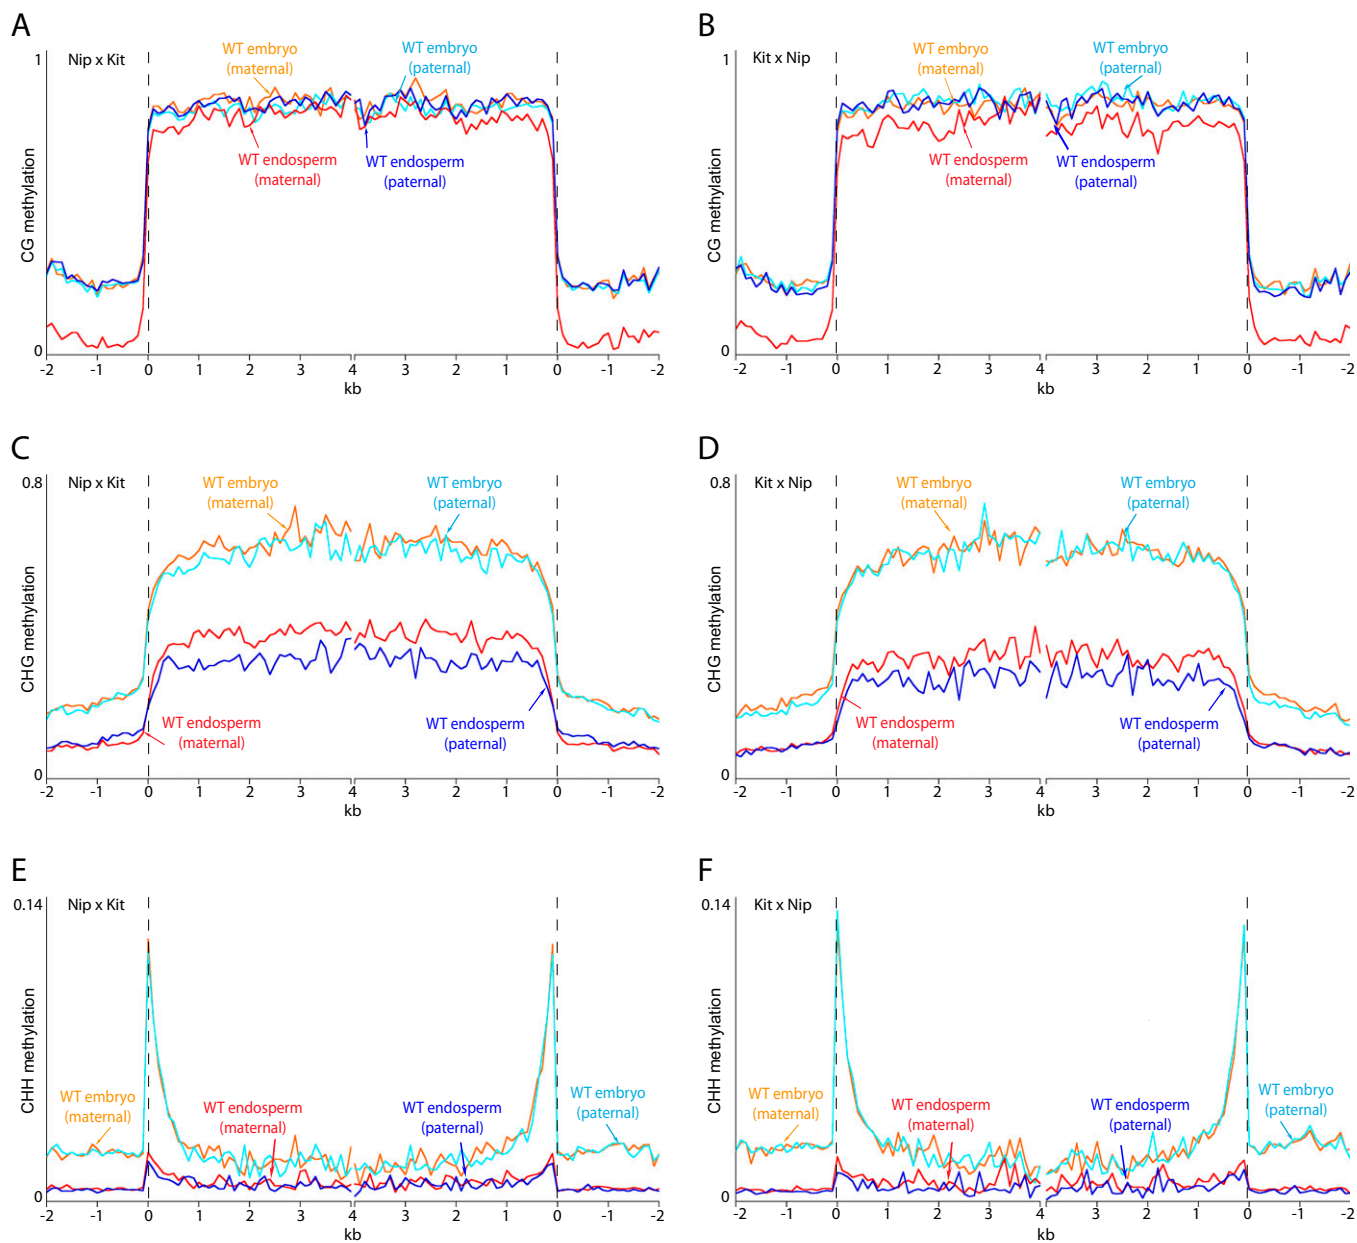 A
Nip x Kit
WT embryo
(maternal)
WT embryo
(paternal)
WT endosperm
(maternal)
WT endosperm
(paternal)
CG methylation
1
0
-2 -1 0 1 2 3 4 3 2 1 0 -1 -2
kb
B
Kit x Nip
WT embryo
(maternal)
WT embryo
(paternal)
WT endosperm
(maternal)
WT endosperm
(paternal)
CG methylation
1
0
-2 -1 0 1 2 3 4 3 2 1 0 -1 -2
kb
C
Nip x Kit
WT embryo
(maternal)
WT embryo
(paternal)
WT endosperm
(maternal)
WT endosperm
(paternal)
CHG methylation
0.8
0
-2 -1 0 1 2 3 4 3 2 1 0 -1 -2
kb
D
Kit x Nip
WT embryo
(maternal)
WT embryo
(paternal)
WT endosperm
(maternal)
WT endosperm
(paternal)
CHG methylation
0.8
0
-2 -1 0 1 2 3 4 3 2 1 0 -1 -2
kb
E
Nip x Kit
WT embryo
(maternal)
WT endosperm
(maternal)
WT endosperm
(paternal)
WT embryo
(paternal)
CHH methylation
0.14
0
-2 -1 0 1 2 3 4 3 2 1 0 -1 -2
kb
F
Kit x Nip
WT embryo
(maternal)
WT endosperm
(maternal)
WT endosperm
(paternal)
WT embryo
(paternal)
CHH methylation
0.14
0
-2 -1 0 1 2 3 4 3 2 1 0 -1 -2
kb